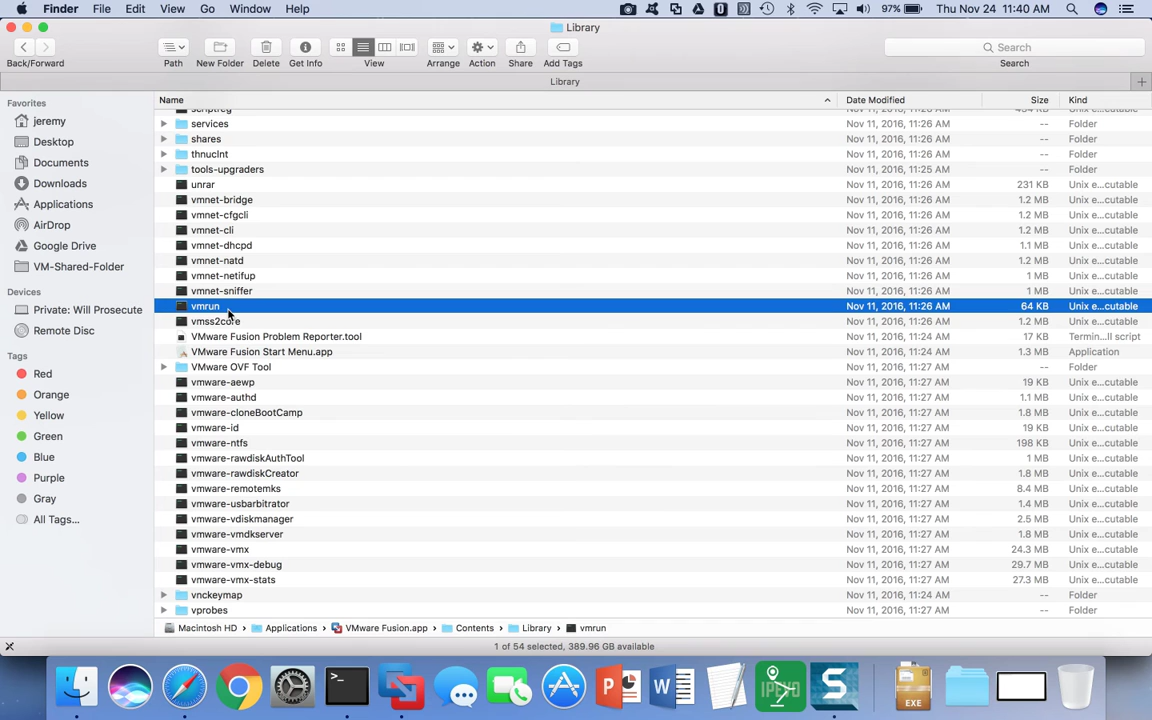 Finder File Edit View Go Window Help 97% Thu Nov 24 11:40 AM
Library
Back/Forward Path New Folder Delete Get Info View Arrange Action Share Add Tags Search Search
Library
Favorites
jeremy
Desktop
Documents
Downloads
Applications
AirDrop
Google Drive
VM-Shared-Folder
Devices
Private: Will Prosecute
Remote Disc
Tags
Red
Orange
Yellow
Green
Blue
Purple
Gray
All Tags...
Name Date Modified Size Kind
services Nov 11, 2016, 11:26 AM -- Folder
shares Nov 11, 2016, 11:26 AM -- Folder
thnuclnt Nov 11, 2016, 11:26 AM -- Folder
tools-upgraders Nov 11, 2016, 11:25 AM -- Folder
unrar Nov 11, 2016, 11:26 AM 231 KB Unix e...cutable
vmnet-bridge Nov 11, 2016, 11:26 AM 1.2 MB Unix e...cutable
vmnet-cfgcli Nov 11, 2016, 11:26 AM 1.2 MB Unix e...cutable
vmnet-cli Nov 11, 2016, 11:26 AM 1.2 MB Unix e...cutable
vmnet-dhcpd Nov 11, 2016, 11:26 AM 1.1 MB Unix e...cutable
vmnet-natd Nov 11, 2016, 11:26 AM 1.2 MB Unix e...cutable
vmnet-netifup Nov 11, 2016, 11:26 AM 1 MB Unix e...cutable
vmnet-sniffer Nov 11, 2016, 11:26 AM 1 MB Unix e...cutable
vmrun Nov 11, 2016, 11:26 AM 64 KB Unix e...cutable
vmss2core Nov 11, 2016, 11:26 AM 1.2 MB Unix e...cutable
VMware Fusion Problem Reporter.tool Nov 11, 2016, 11:24 AM 17 KB Termin...ll script
VMware Fusion Start Menu.app Nov 11, 2016, 11:24 AM 1.3 MB Application
VMware OVF Tool Nov 11, 2016, 11:26 AM -- Folder
vmware-aewp Nov 11, 2016, 11:27 AM 19 KB Unix e...cutable
vmware-authd Nov 11, 2016, 11:27 AM 1.1 MB Unix e...cutable
vmware-cloneBootCamp Nov 11, 2016, 11:27 AM 1.8 MB Unix e...cutable
vmware-id Nov 11, 2016, 11:27 AM 19 KB Unix e...cutable
vmware-ntfs Nov 11, 2016, 11:27 AM 198 KB Unix e...cutable
vmware-rawdiskAuthTool Nov 11, 2016, 11:27 AM 1 MB Unix e...cutable
vmware-rawdiskCreator Nov 11, 2016, 11:27 AM 1.8 MB Unix e...cutable
vmware-remotemks Nov 11, 2016, 11:27 AM 8.4 MB Unix e...cutable
vmware-usbarbitrator Nov 11, 2016, 11:27 AM 1.4 MB Unix e...cutable
vmware-vdiskmanager Nov 11, 2016, 11:27 AM 2.5 MB Unix e...cutable
vmware-vmdkserver Nov 11, 2016, 11:27 AM 1.8 MB Unix e...cutable
vmware-vmx Nov 11, 2016, 11:27 AM 24.3 MB Unix e...cutable
vmware-vmx-debug Nov 11, 2016, 11:27 AM 29.7 MB Unix e...cutable
vmware-vmx-stats Nov 11, 2016, 11:27 AM 27.3 MB Unix e...cutable
vnckeymap Nov 11, 2016, 11:24 AM -- Folder
vprobes Nov 11, 2016, 11:27 AM -- Folder
Macintosh HD › Applications › VMware Fusion.app › Contents › Library › vmrun
1 of 54 selected, 389.96 GB available
IPEVO
EXE